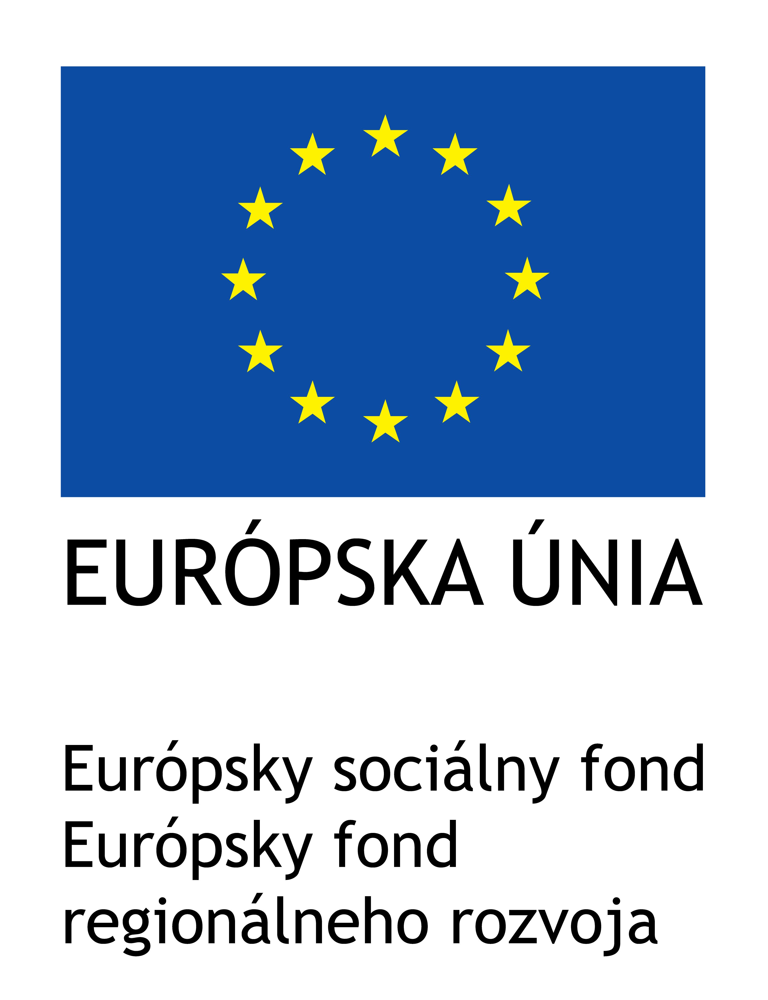 EURÓPSKA ÚNIA
Európsky sociálny fond
Európsky fond
regionálneho rozvoja